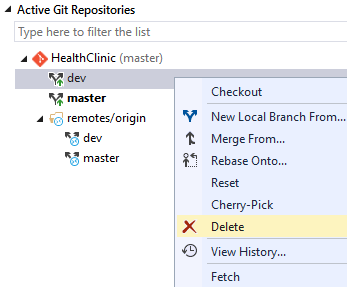 Active Git Repositories
Type here to filter the list
HealthClinic (master)
dev
master
remotes/origin
dev
master
Checkout
New Local Branch From...
Merge From...
Rebase Onto...
Reset
Cherry-Pick
Delete
View History...
Fetch